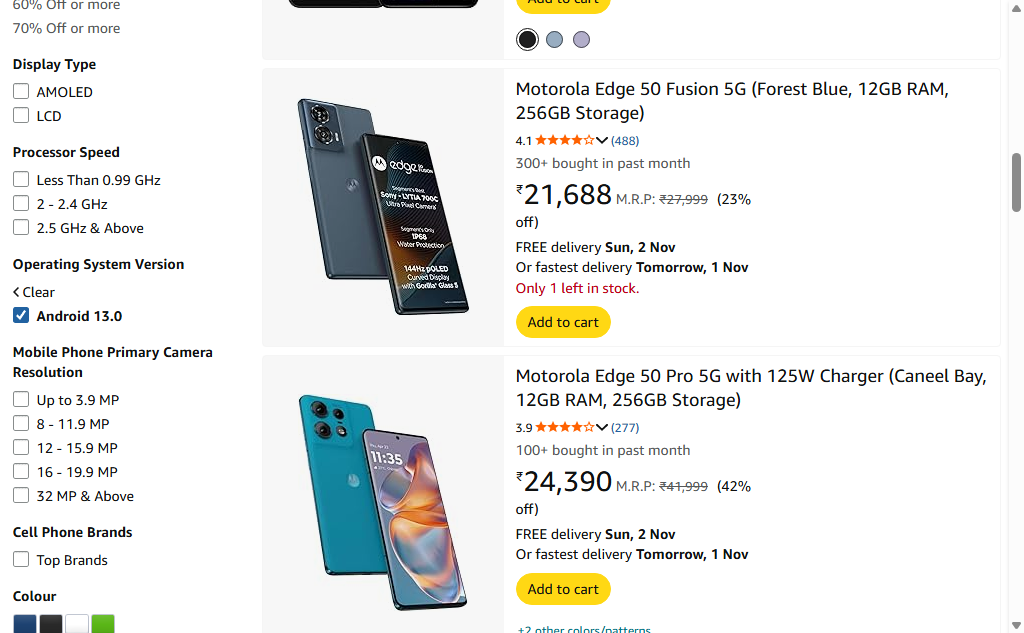 60% Off or more
70% Off or more
Display Type
AMOLED
LCD
Processor Speed
Less Than 0.99 GHz
2 - 2.4 GHz
2.5 GHz & Above
Operating System Version
Clear
Android 13.0
Mobile Phone Primary Camera
Resolution
Up to 3.9 MP
8 - 11.9 MP
12 - 15.9 MP
16 - 19.9 MP
32 MP & Above
Cell Phone Brands
Top Brands
Colour
Add to cart
Motorola Edge 50 Fusion 5G (Forest Blue, 12GB RAM,
256GB Storage)
4.1 (488)
300+ bought in past month
₹21,688 M.R.P: ₹27,999 (23%
off)
FREE delivery Sun, 2 Nov
Or fastest delivery Tomorrow, 1 Nov
Only 1 left in stock.
Add to cart
edge 50
FUSION
Segment's Best
Sony - LYTIA 700C
Ultra Pixel Camera
Segment's Only
IP68
Water Protection
144Hz pOLED
Curved Display
with Gorilla Glass 5
Motorola Edge 50 Pro 5G with 125W Charger (Caneel Bay,
12GB RAM, 256GB Storage)
3.9 (277)
100+ bought in past month
₹24,390 M.R.P: ₹41,999 (42%
off)
FREE delivery Sun, 2 Nov
Or fastest delivery Tomorrow, 1 Nov
Add to cart
+2 other colors/patterns
11:35